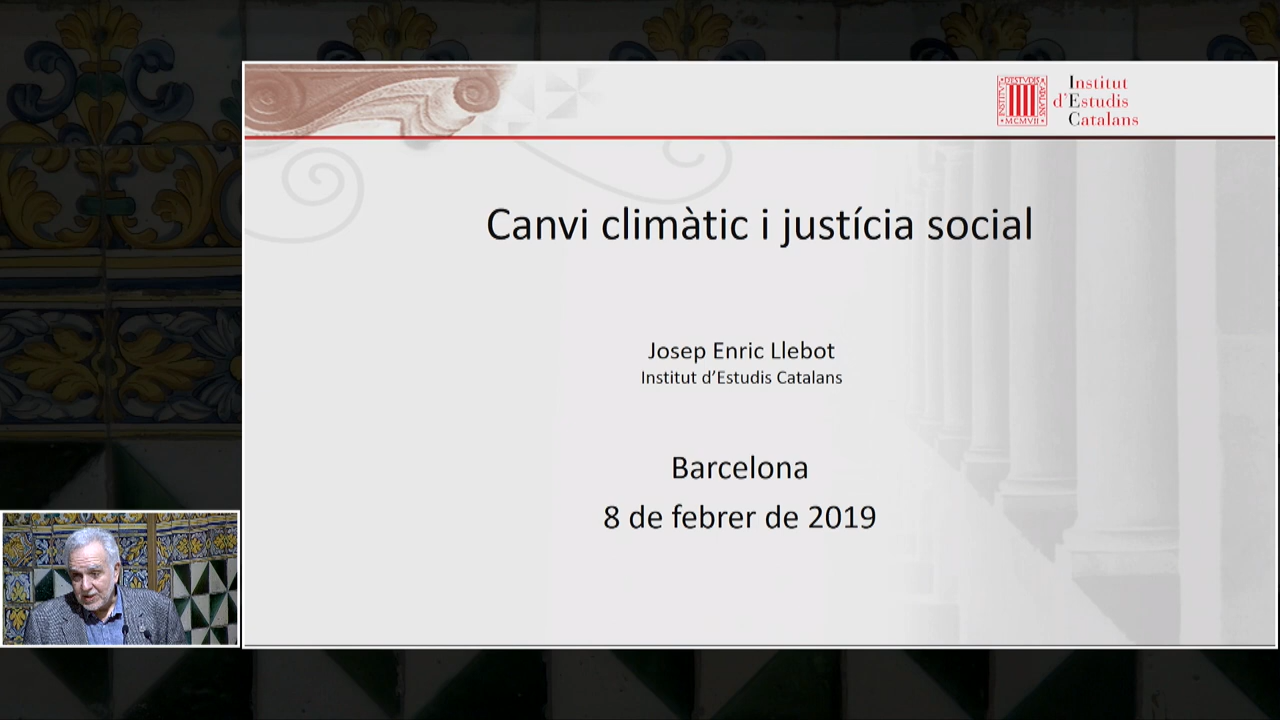 Institut
d'Estudis
Catalans
MCMVII
Canvi climàtic i justícia social
Josep Enric Llebot
Institut d’Estudis Catalans
Barcelona
8 de febrer de 2019